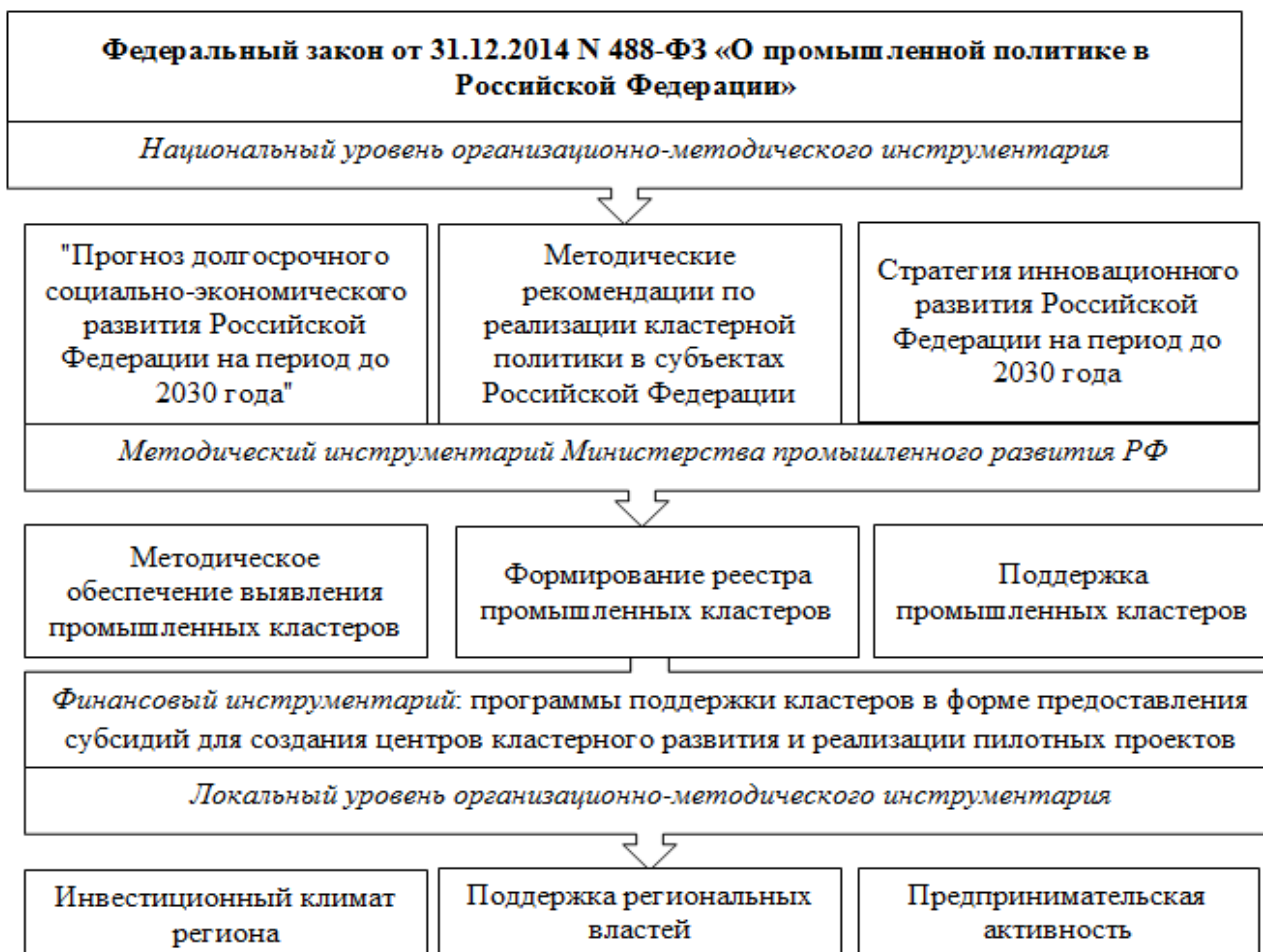 Федеральный закон от 31.12.2014 N 488-ФЗ «О промышленной политике в
Российской Федерации»
Национальный уровень организационно-методического инструментария
"Прогноз долгосрочного
социально-экономического
развития Российской
Федерации на период до
2030 года"
Методические
рекомендации по
реализации кластерной
политики в субъектах
Российской Федерации
Стратегия инновационного
развития Российской
Федерации на период до
2030 года
Методический инструментарий Министерства промышленного развития РФ
Методическое
обеспечение выявления
промышленных кластеров
Формирование реестра
промышленных кластеров
Поддержка
промышленных кластеров
Финансовый инструментарий: программы поддержки кластеров в форме предоставления
субсидий для создания центров кластерного развития и реализации пилотных проектов
Локальный уровень организационно-методического инструментария
Инвестиционный климат
региона
Поддержка региональных
властей
Предпринимательская
активность